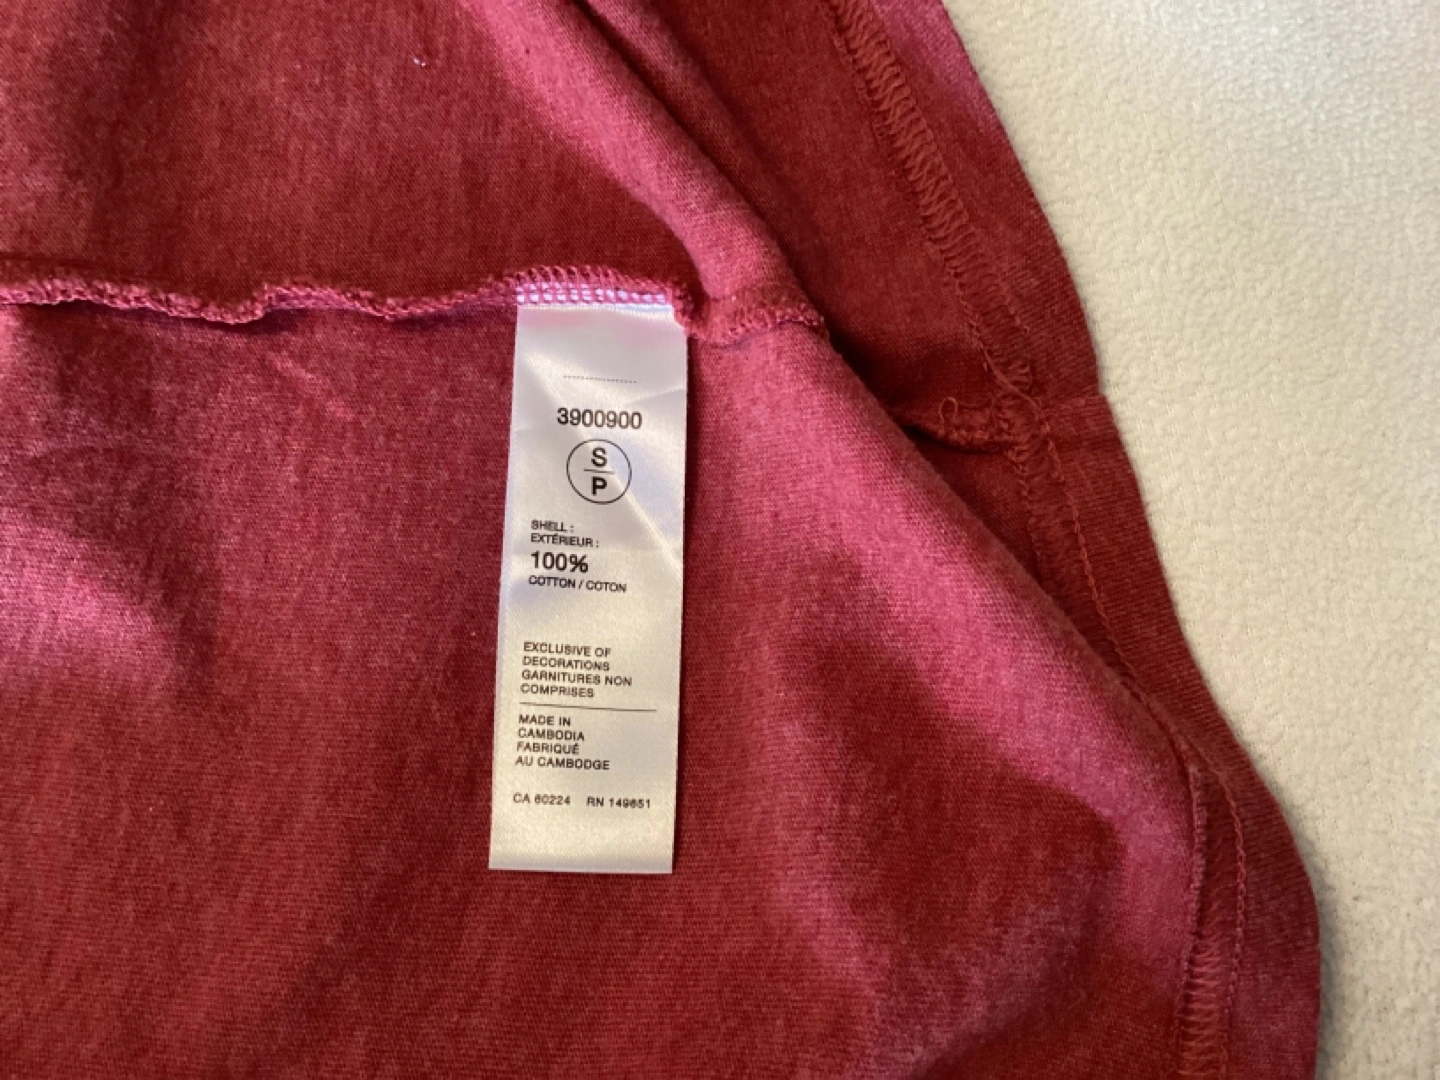 3900900
S
P
SHELL :
EXTÉRIEUR :
100%
COTTON / COTON
EXCLUSIVE OF
DECORATIONS
GARNITURES NON
COMPRISES
MADE IN
CAMBODIA
FABRIQUÉ
AU CAMBODGE
CA 60224 RN 149651